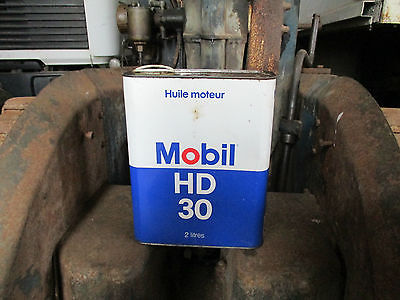 Huile moteur
Mobil
HD
30
2 litres